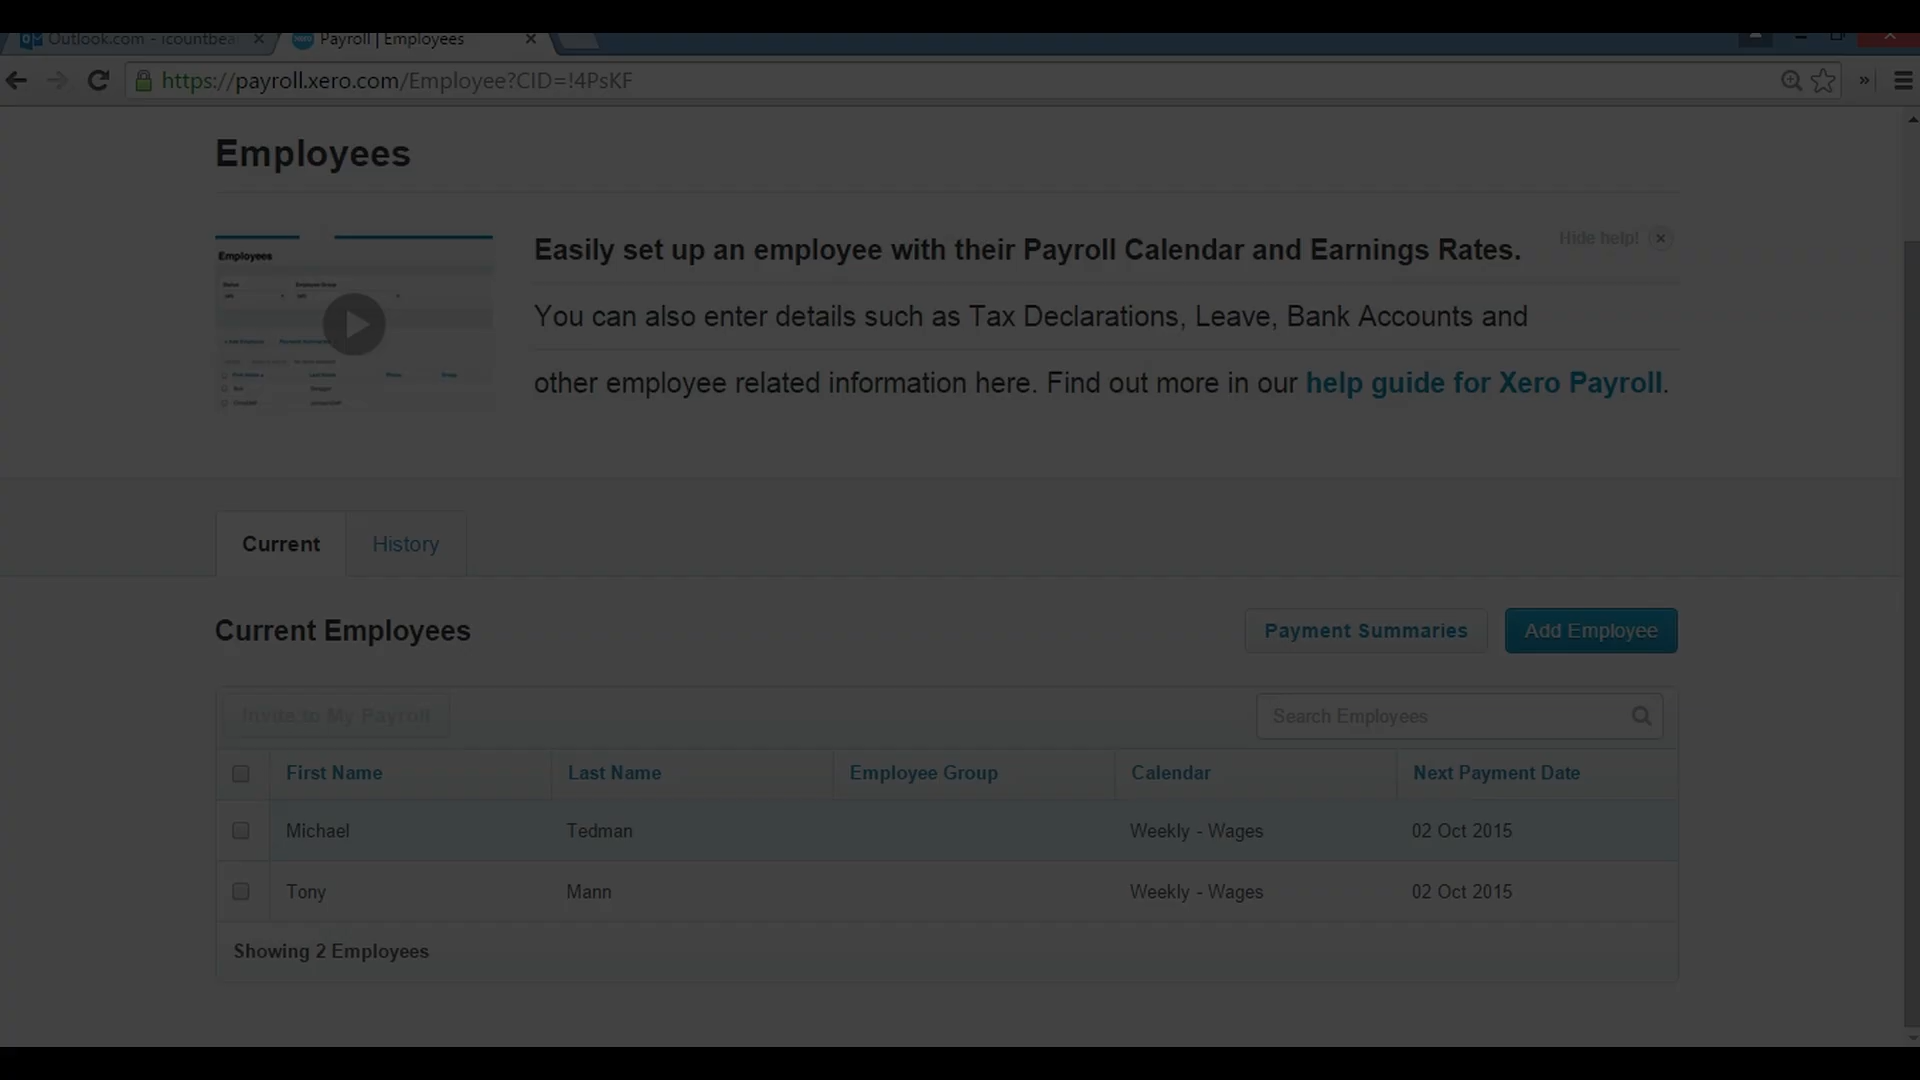 Outlook.com - icountbea
Payroll | Employees
https://payroll.xero.com/Employee?CID=!4PsKF
Employees
Easily set up an employee with their Payroll Calendar and Earnings Rates.
Hide help!
You can also enter details such as Tax Declarations, Leave, Bank Accounts and
other employee related information here. Find out more in our help guide for Xero Payroll.
Employees
Current
History
Current Employees
Payment Summaries
Add Employee
Invite to My Payroll
Search Employees
First Name Last Name Employee Group Calendar Next Payment Date
Michael Tedman Weekly - Wages 02 Oct 2015
Tony Mann Weekly - Wages 02 Oct 2015
Showing 2 Employees